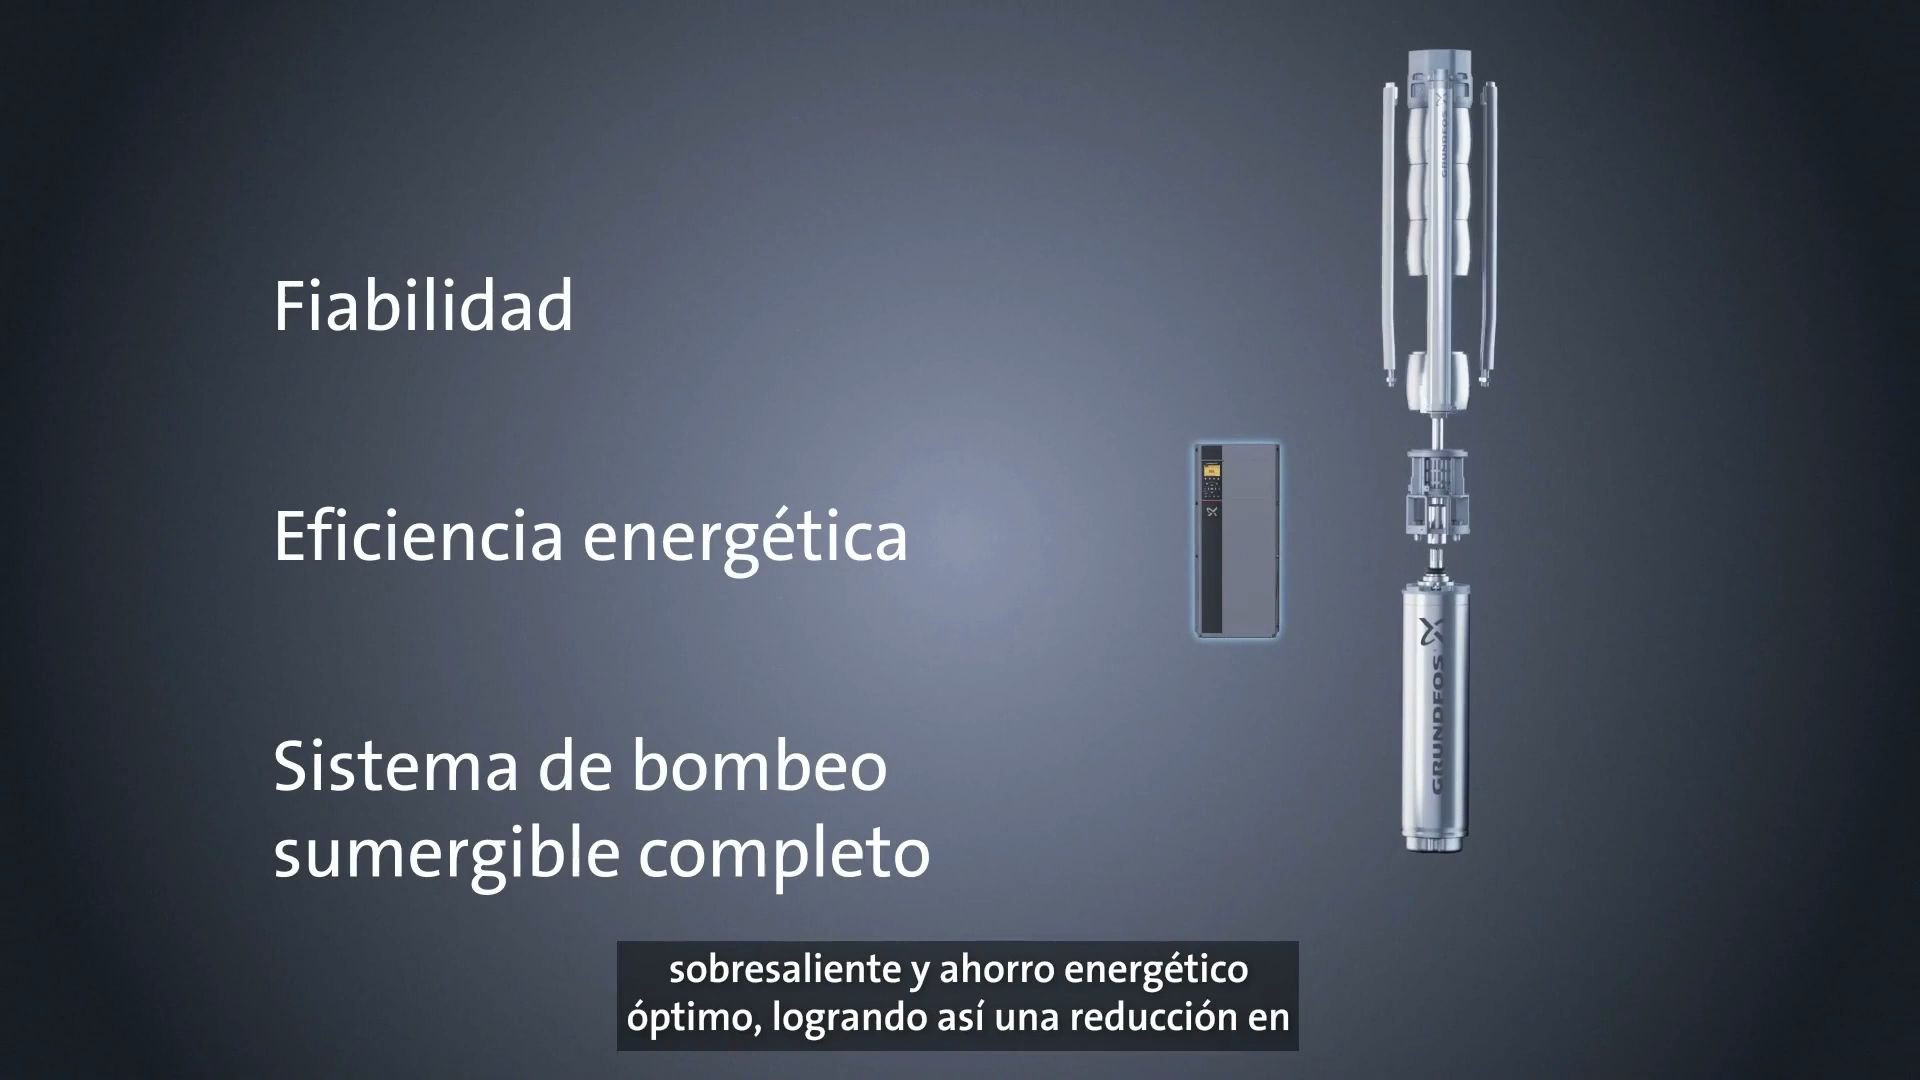 GRUNDFOS
Fiabilidad
Eficiencia energética
GRUNDFOS
Sistema de bombeo
sumergible completo
sobresaliente y ahorro energético
óptimo, logrando así una reducción en